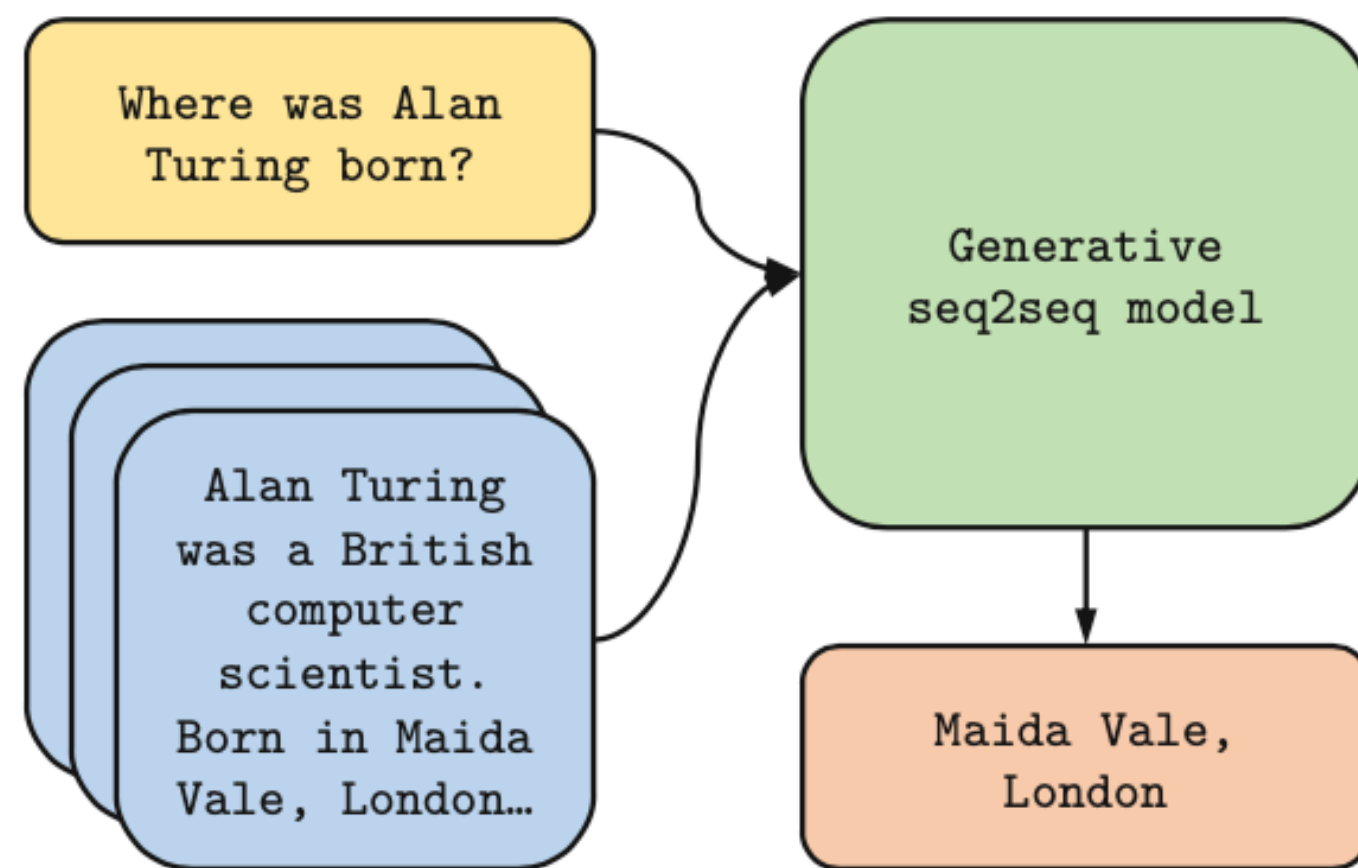 Where was Alan
Turing born?
Alan Turing
was a British
computer
scientist.
Born in Maida
Vale, London…
Generative
seq2seq model
Maida Vale,
London